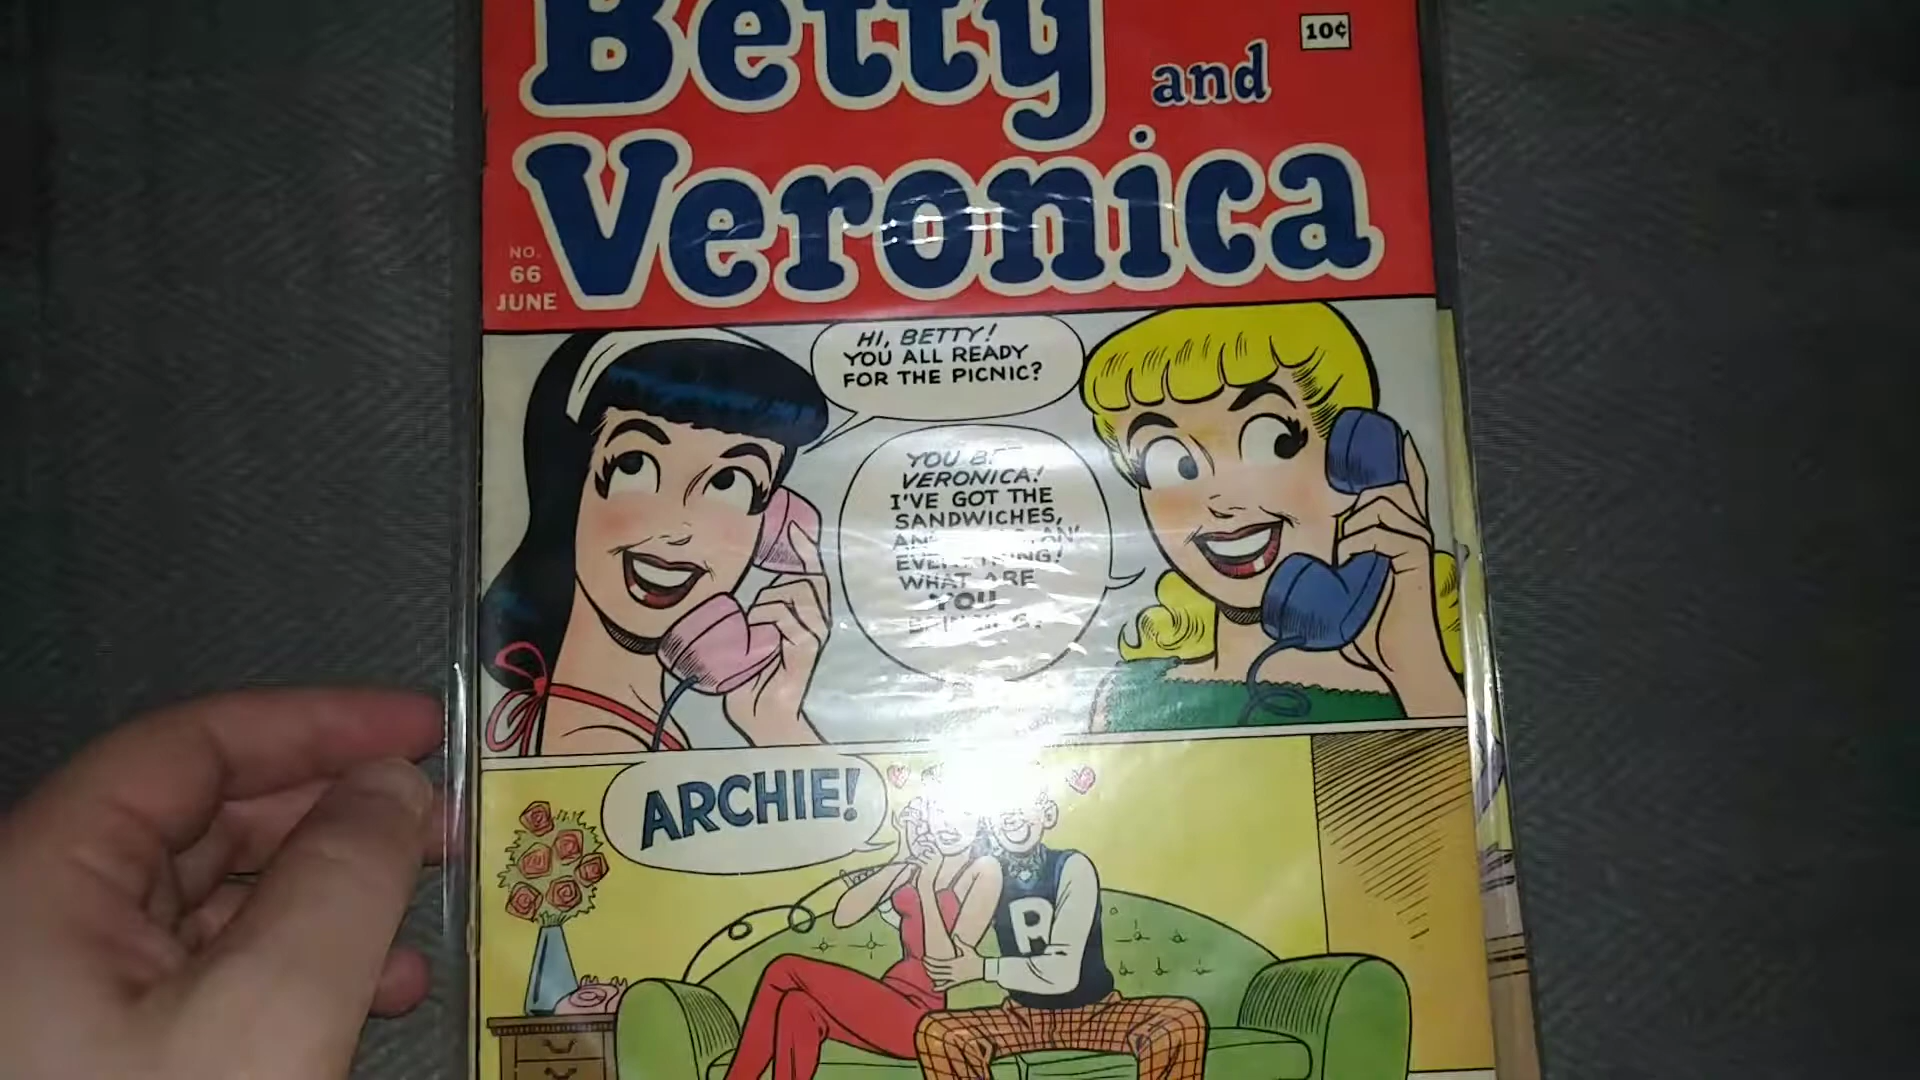 Betty
and
10¢
Veronica
NO.
66
JUNE
HI, BETTY!
YOU ALL READY
FOR THE PICNIC?
YOU
VERONICA!
I'VE GOT THE
SANDWICHES,
AN'
EVERYTHING!
WHAT ARE
YOU
ARCHIE!
R